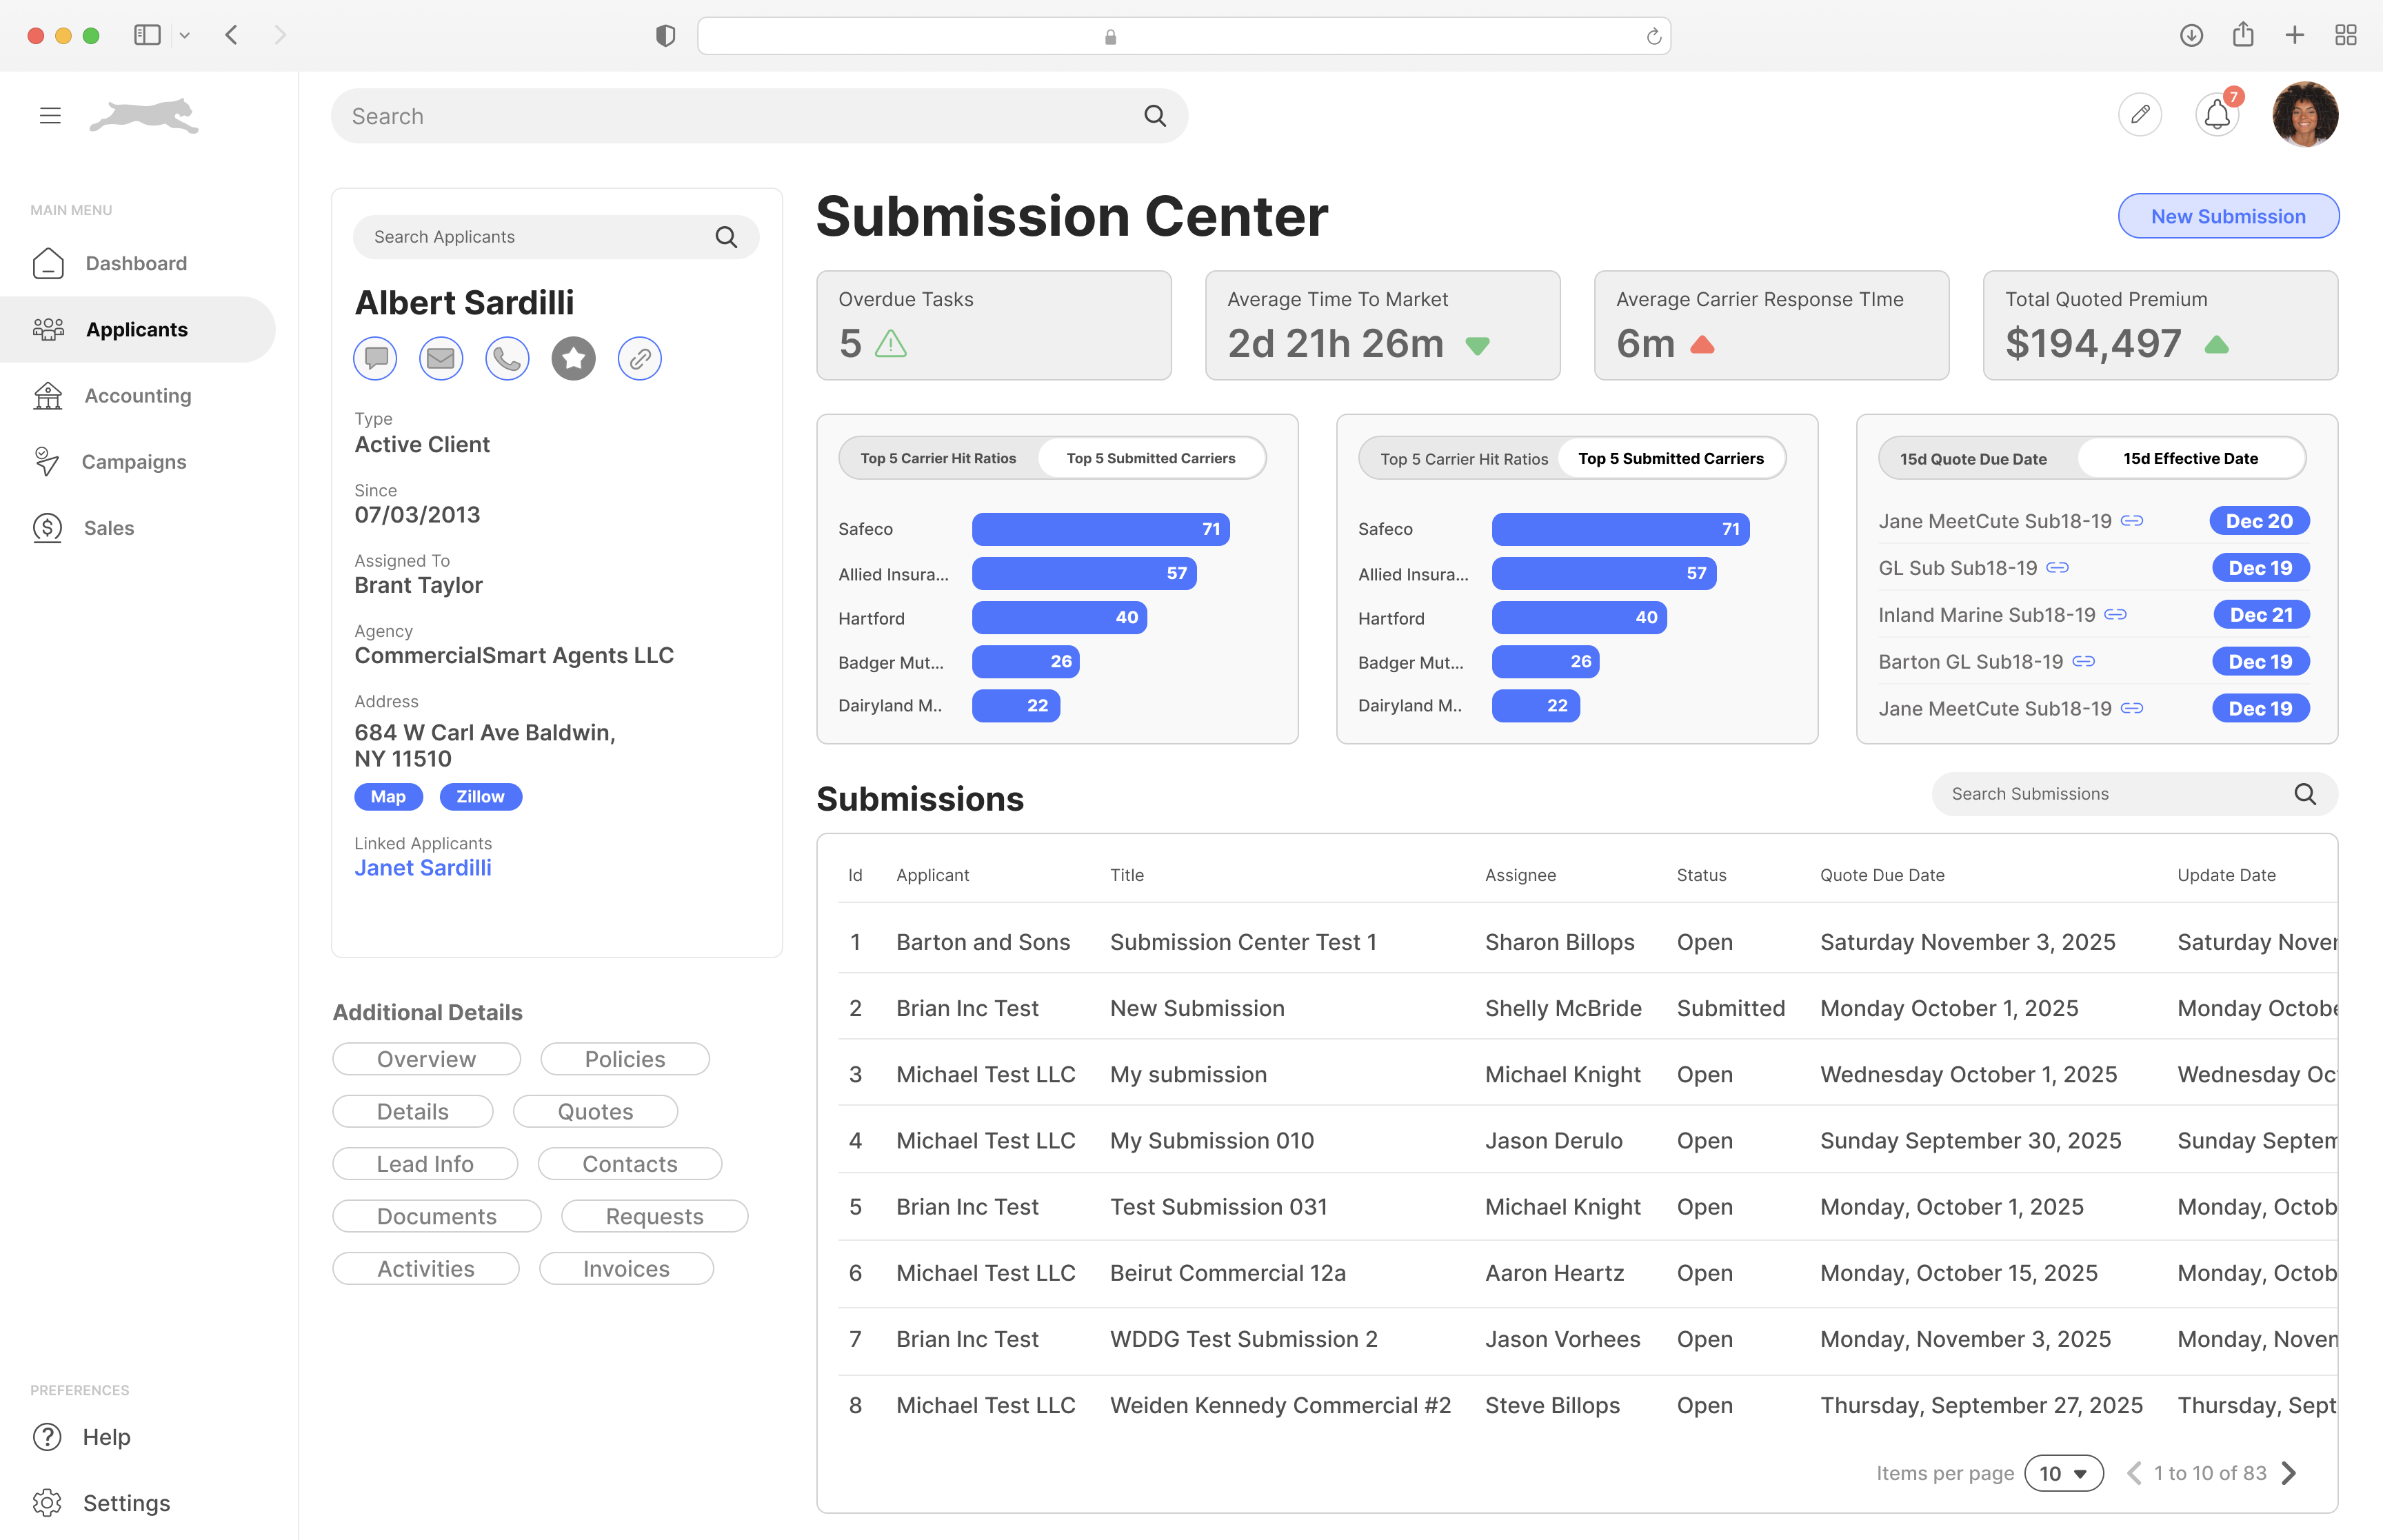 Search
7
MAIN MENU
Dashboard
Applicants
Accounting
Campaigns
Sales
PREFERENCES
Help
Settings
Search Applicants
Albert Sardilli
Type
Active Client
Since
07/03/2013
Assigned To
Brant Taylor
Agency
CommercialSmart Agents LLC
Address
684 W Carl Ave Baldwin,
NY 11510
Map Zillow
Linked Applicants
Janet Sardilli
Additional Details
Overview Policies
Details Quotes
Lead Info Contacts
Documents Requests
Activities Invoices
Submission Center
New Submission
Overdue Tasks
5
Average Time To Market
2d 21h 26m
Average Carrier Response TIme
6m
Total Quoted Premium
$194,497
Top 5 Carrier Hit Ratios Top 5 Submitted Carriers
Safeco 71
Allied Insura... 57
Hartford 40
Badger Mut... 26
Dairyland M.. 22
Top 5 Carrier Hit Ratios Top 5 Submitted Carriers
Safeco 71
Allied Insura... 57
Hartford 40
Badger Mut... 26
Dairyland M.. 22
15d Quote Due Date 15d Effective Date
Jane MeetCute Sub18-19 Dec 20
GL Sub Sub18-19 Dec 19
Inland Marine Sub18-19 Dec 21
Barton GL Sub18-19 Dec 19
Jane MeetCute Sub18-19 Dec 19
Submissions
Search Submissions
Id Applicant Title Assignee Status Quote Due Date Update Date
1 Barton and Sons Submission Center Test 1 Sharon Billops Open Saturday November 3, 2025 Saturday Nover
2 Brian Inc Test New Submission Shelly McBride Submitted Monday October 1, 2025 Monday Octobe
3 Michael Test LLC My submission Michael Knight Open Wednesday October 1, 2025 Wednesday Oc
4 Michael Test LLC My Submission 010 Jason Derulo Open Sunday September 30, 2025 Sunday Septem
5 Brian Inc Test Test Submission 031 Michael Knight Open Monday, October 1, 2025 Monday, Octob
6 Michael Test LLC Beirut Commercial 12a Aaron Heartz Open Monday, October 15, 2025 Monday, Octob
7 Brian Inc Test WDDG Test Submission 2 Jason Vorhees Open Monday, November 3, 2025 Monday, Noven
8 Michael Test LLC Weiden Kennedy Commercial #2 Steve Billops Open Thursday, September 27, 2025 Thursday, Sept
Items per page 10 1 to 10 of 83